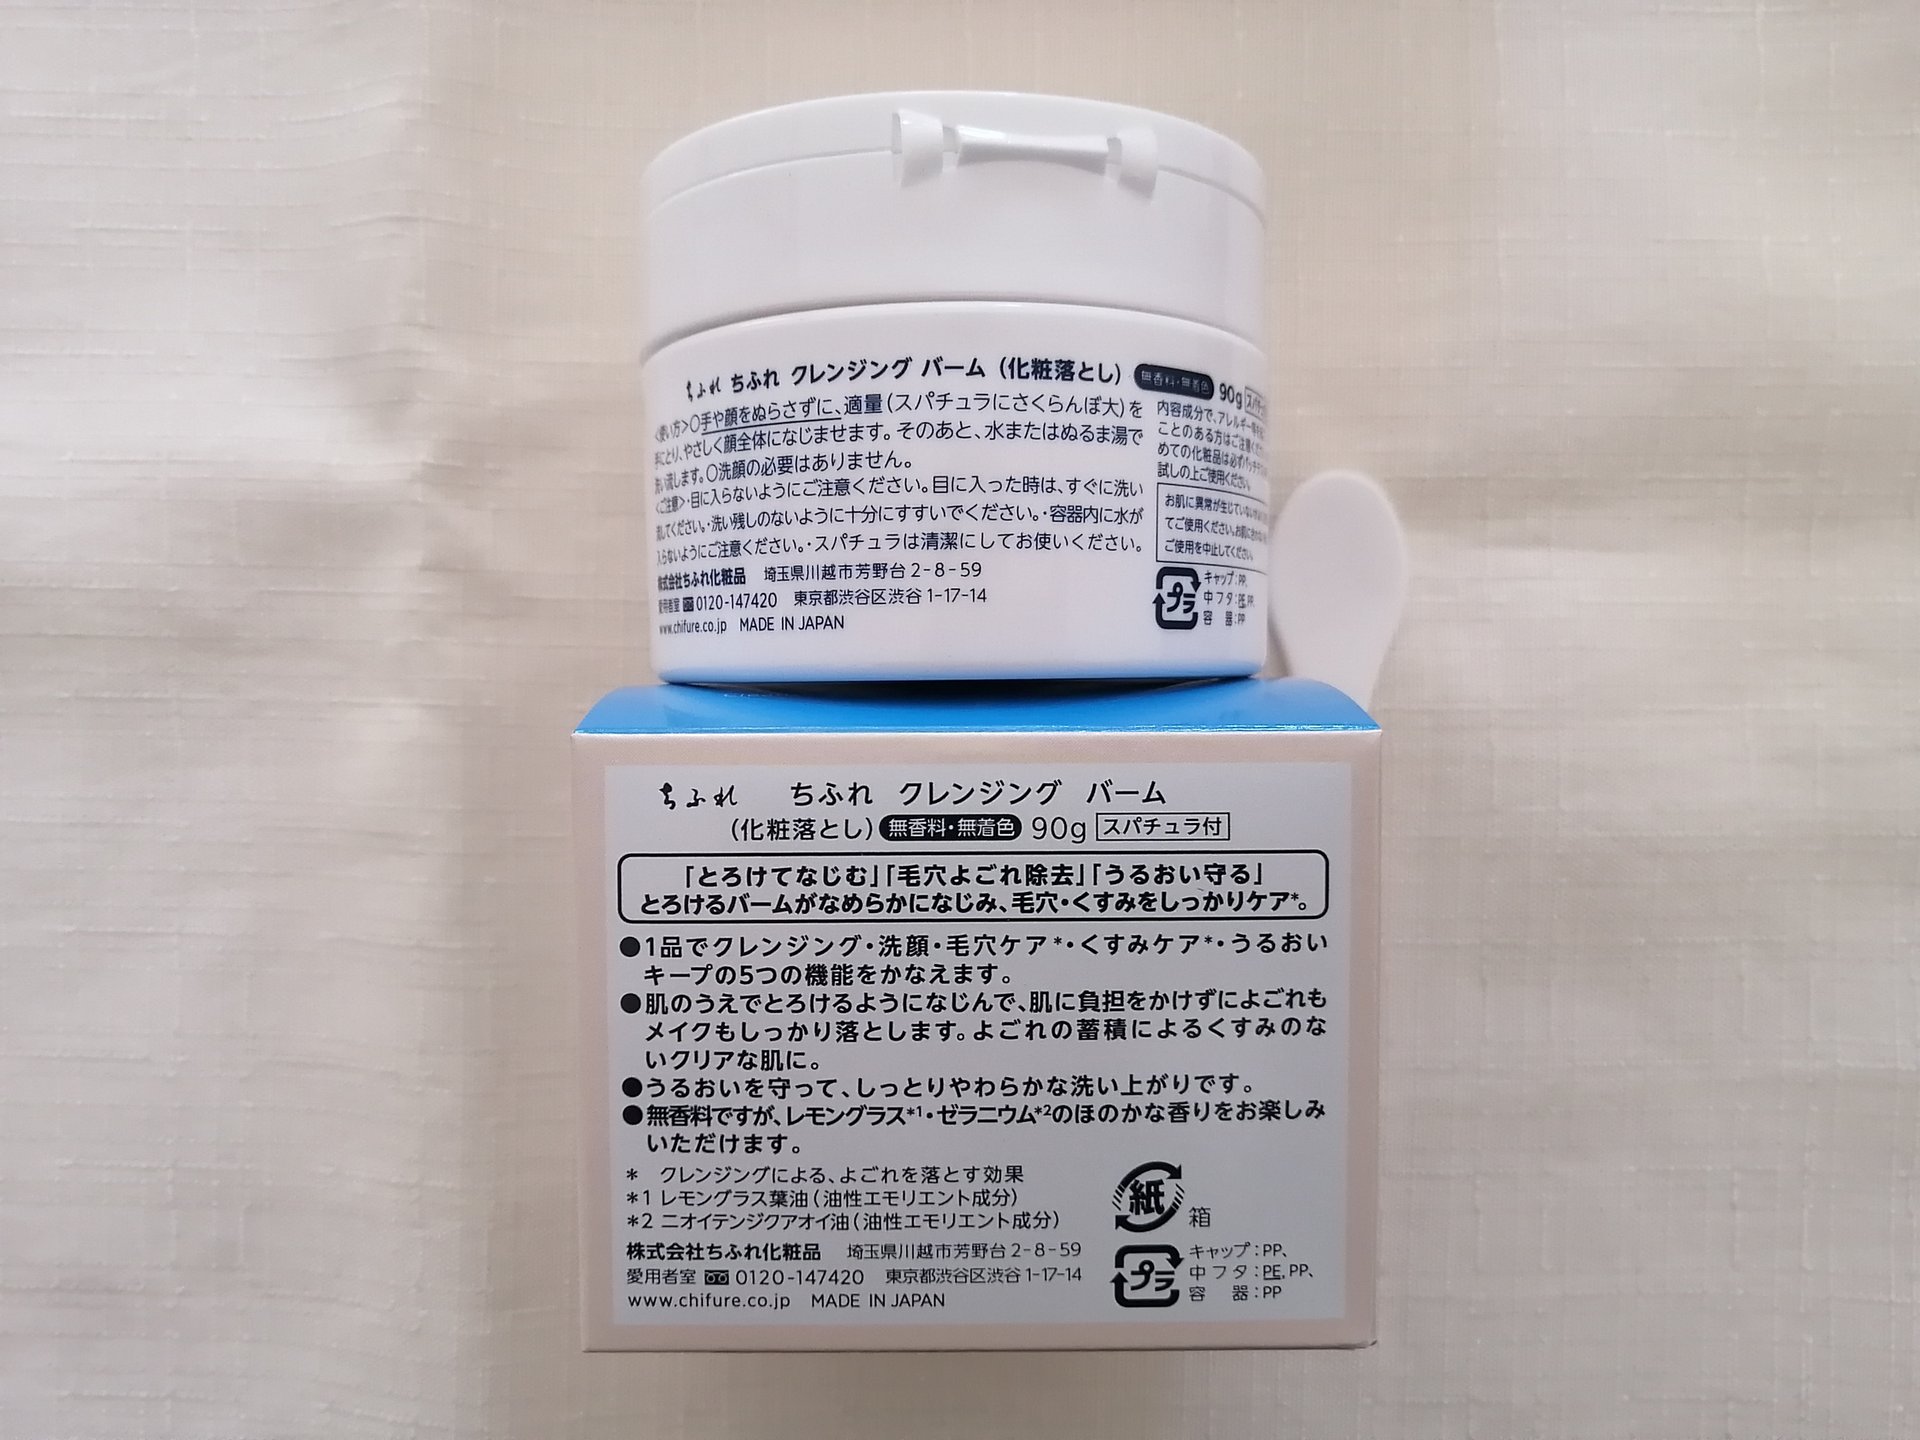 ちふれ ちふれ クレンジング バーム（化粧落とし） 無香料・無着色 90g
使い方＞〇手や顔をぬらさずに、適量（スパチュラにさくらんぼ大）を
手にとり、やさしく顔全体になじませます。そのあと、水またはぬるま湯で
洗い流します。〇洗顔の必要はありません。
＜ご注意＞・目に入らないようにご注意ください。目に入った時は、すぐに洗い
流してください。・洗い残しのないように十分にすすいでください。・容器内に水が
入らないようにご注意ください。・スパチュラは清潔にしてお使いください。
株式会社ちふれ化粧品 埼玉県川越市芳野台2-8-59
愛用者室 0120-147420 東京都渋谷区渋谷1-17-14
www.chifure.co.jp MADE IN JAPAN
内容成分で、アレルギー
ことのある方はご注意
めての化粧品は必ず
試しの上ご使用ください。
お肌に異常が生じていないか
てご使用ください。お肌に
ご使用を中止してください。
プラ
キャップ：PP、
中フタ：PE、PP、
容 器：PP
ちふれ ちふれ クレンジング バーム
（化粧落とし） 無香料・無着色 90g スパチュラ付
「とろけてなじむ」「毛穴よごれ除去」「うるおい守る」
とろけるバームがなめらかになじみ、毛穴・くすみをしっかりケア*。
●1品でクレンジング・洗顔・毛穴ケア*・くすみケア*・うるおい
キープの5つの機能をかなえます。
●肌のうえでとろけるようになじんで、肌に負担をかけずによごれも
メイクもしっかり落とします。よごれの蓄積によるくすみのな
いクリアな肌に。
●うるおいを守って、しっとりやわらかな洗い上がりです。
●無香料ですが、レモングラス*1・ゼラニウム*2のほのかな香りをお楽しみ
いただけます。
* クレンジングによる、よごれを落とす効果
*1 レモングラス葉油（油性エモリエント成分）
*2 ニオイテンジクアオイ油（油性エモリエント成分）
株式会社ちふれ化粧品 埼玉県川越市芳野台2-8-59
愛用者室 0120-147420 東京都渋谷区渋谷1-17-14
www.chifure.co.jp MADE IN JAPAN
紙 箱
プラ
キャップ：PP、
中フタ：PE、PP、
容 器：PP